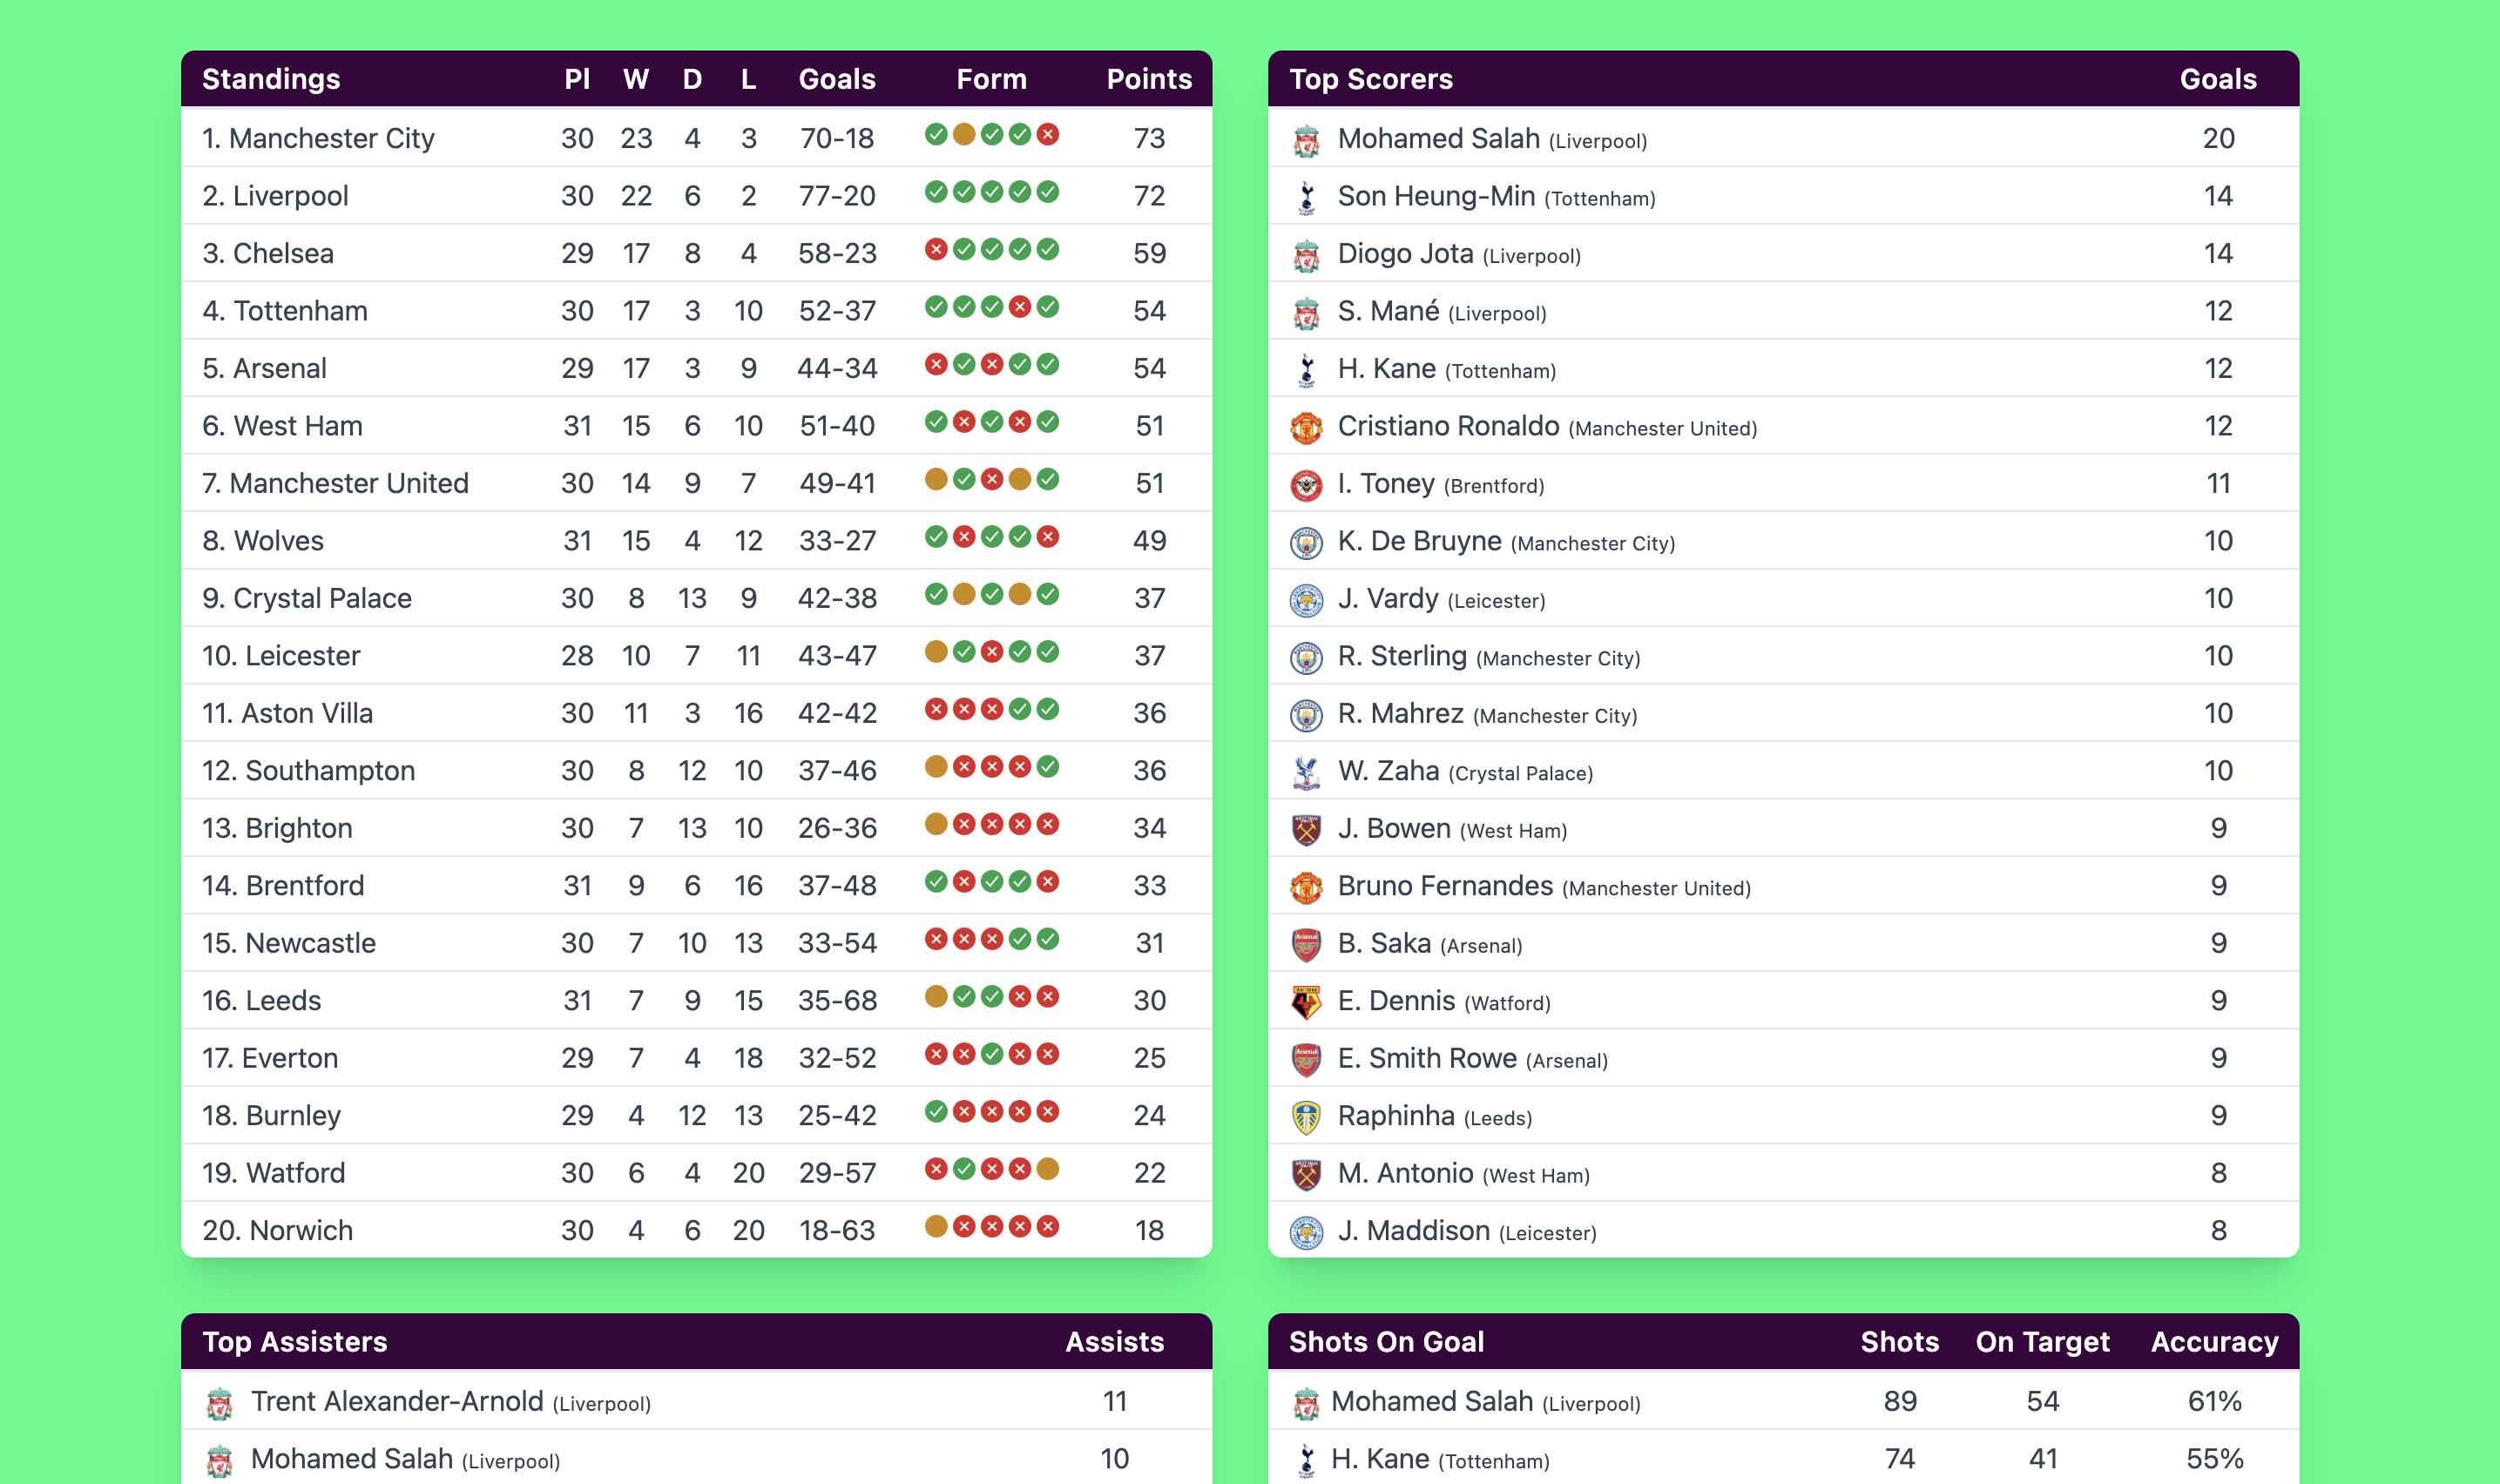 Standings Pl W D L Goals Form Points
1. Manchester City 30 23 4 3 70-18 73
2. Liverpool 30 22 6 2 77-20 72
3. Chelsea 29 17 8 4 58-23 59
4. Tottenham 30 17 3 10 52-37 54
5. Arsenal 29 17 3 9 44-34 54
6. West Ham 31 15 6 10 51-40 51
7. Manchester United 30 14 9 7 49-41 51
8. Wolves 31 15 4 12 33-27 49
9. Crystal Palace 30 8 13 9 42-38 37
10. Leicester 28 10 7 11 43-47 37
11. Aston Villa 30 11 3 16 42-42 36
12. Southampton 30 8 12 10 37-46 36
13. Brighton 30 7 13 10 26-36 34
14. Brentford 31 9 6 16 37-48 33
15. Newcastle 30 7 10 13 33-54 31
16. Leeds 31 7 9 15 35-68 30
17. Everton 29 7 4 18 32-52 25
18. Burnley 29 4 12 13 25-42 24
19. Watford 30 6 4 20 29-57 22
20. Norwich 30 4 6 20 18-63 18
Top Scorers Goals
Mohamed Salah (Liverpool) 20
Son Heung-Min (Tottenham) 14
Diogo Jota (Liverpool) 14
S. Mané (Liverpool) 12
H. Kane (Tottenham) 12
Cristiano Ronaldo (Manchester United) 12
I. Toney (Brentford) 11
K. De Bruyne (Manchester City) 10
J. Vardy (Leicester) 10
R. Sterling (Manchester City) 10
R. Mahrez (Manchester City) 10
W. Zaha (Crystal Palace) 10
J. Bowen (West Ham) 9
Bruno Fernandes (Manchester United) 9
B. Saka (Arsenal) 9
E. Dennis (Watford) 9
E. Smith Rowe (Arsenal) 9
Raphinha (Leeds) 9
M. Antonio (West Ham) 8
J. Maddison (Leicester) 8
Top Assisters Assists
Trent Alexander-Arnold (Liverpool) 11
Mohamed Salah (Liverpool) 10
Shots On Goal Shots On Target Accuracy
Mohamed Salah (Liverpool) 89 54 61%
H. Kane (Tottenham) 74 41 55%